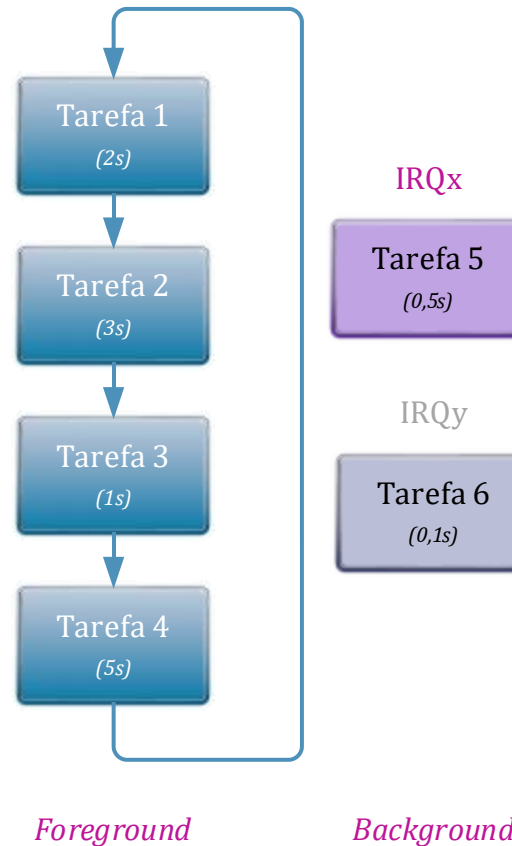 Tarefa 1
(2s)
Tarefa 2
(3s)
Tarefa 3
(1s)
Tarefa 4
(5s)
Foreground
IRQx
Tarefa 5
(0,5s)
IRQy
Tarefa 6
(0,1s)
Background